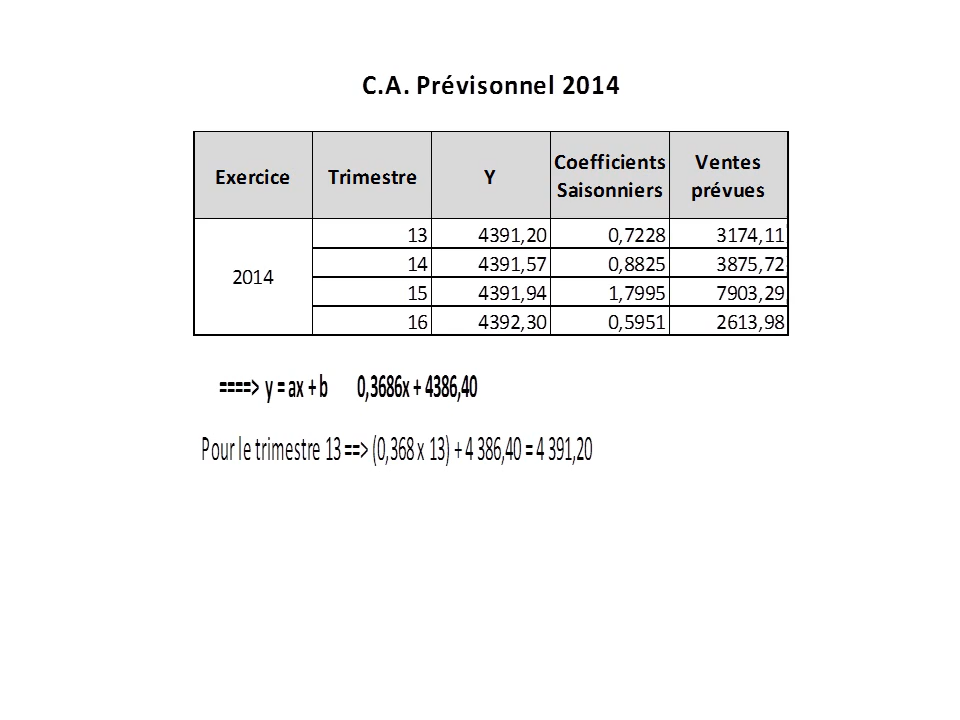 C.A. Prévisonnel 2014
Exercice Trimestre Y Coefficients Saisonniers Ventes prévues
2014
13 4391,20 0,7228 3174,11
14 4391,57 0,8825 3875,72
15 4391,94 1,7995 7903,29
16 4392,30 0,5951 2613,98
====> y = ax + b 0,3686x + 4386,40
Pour le trimestre 13 ==> (0,368 x 13) + 4 386,40 = 4 391,20